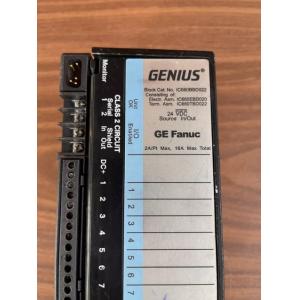 GENIUS®
Block Cat. No. IC660BBD022
Consisting of:
Elect. Asm. IC660EBD020
Term. Asm. IC660TBD022
24 VDC
Source In/Out
GE Fanuc
2A/Pt Max, 16A Max Total
Monitor
CLASS 2 CIRCUIT
Serial Shield
1 2 In Out
DC+
1
2
3
4
5
6
7
Unit
OK
I/O
Enabled
1
2
3
4
5
6
7